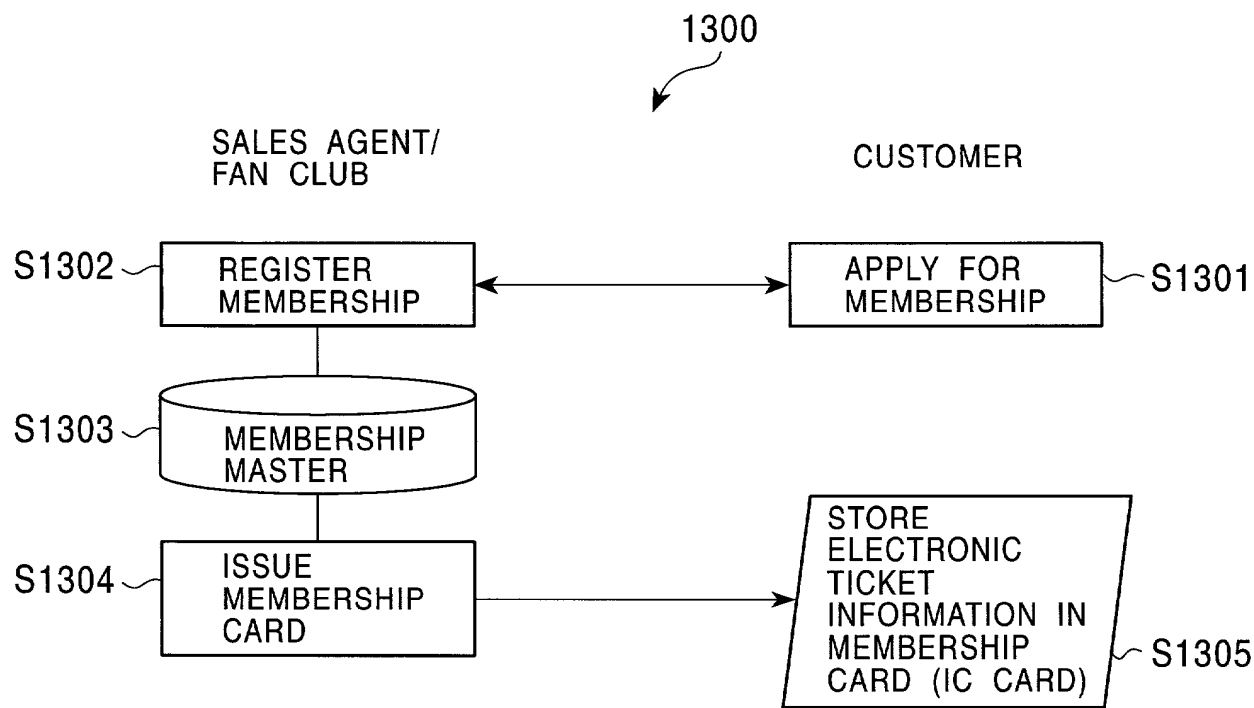 1300
SALES AGENT/
FAN CLUB
CUSTOMER
S1302
REGISTER
MEMBERSHIP
APPLY FOR
MEMBERSHIP
S1301
S1303
MEMBERSHIP
MASTER
S1304
ISSUE
MEMBERSHIP
CARD
STORE
ELECTRONIC
TICKET
INFORMATION IN
MEMBERSHIP
CARD (IC CARD)
S1305